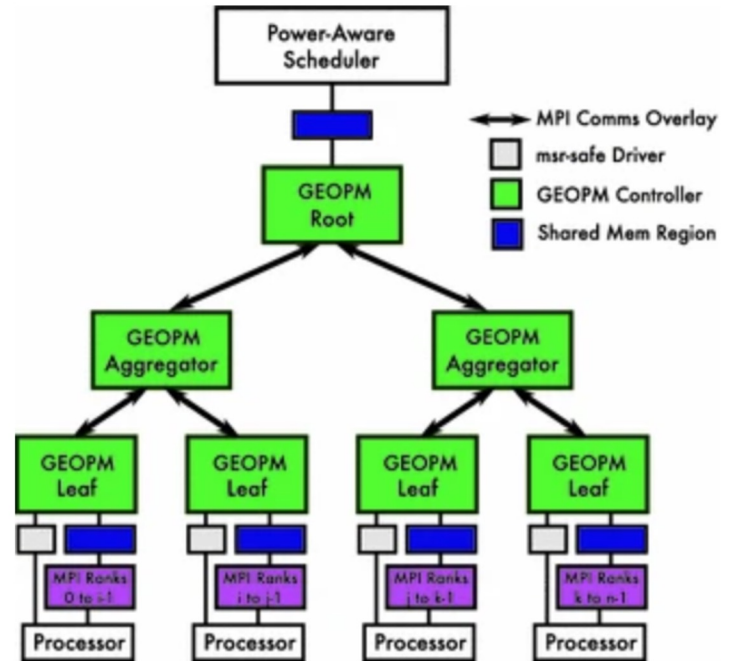 Power-Aware
Scheduler
MPI Comms Overlay
msr-safe Driver
GEOPM Controller
Shared Mem Region
GEOPM
Root
GEOPM
Aggregator
GEOPM
Aggregator
GEOPM
Leaf
GEOPM
Leaf
GEOPM
Leaf
GEOPM
Leaf
MPI Ranks
0 to i-1
MPI Ranks
i to j-1
MPI Ranks
j to k-1
MPI Ranks
k to n-1
Processor
Processor
Processor
Processor